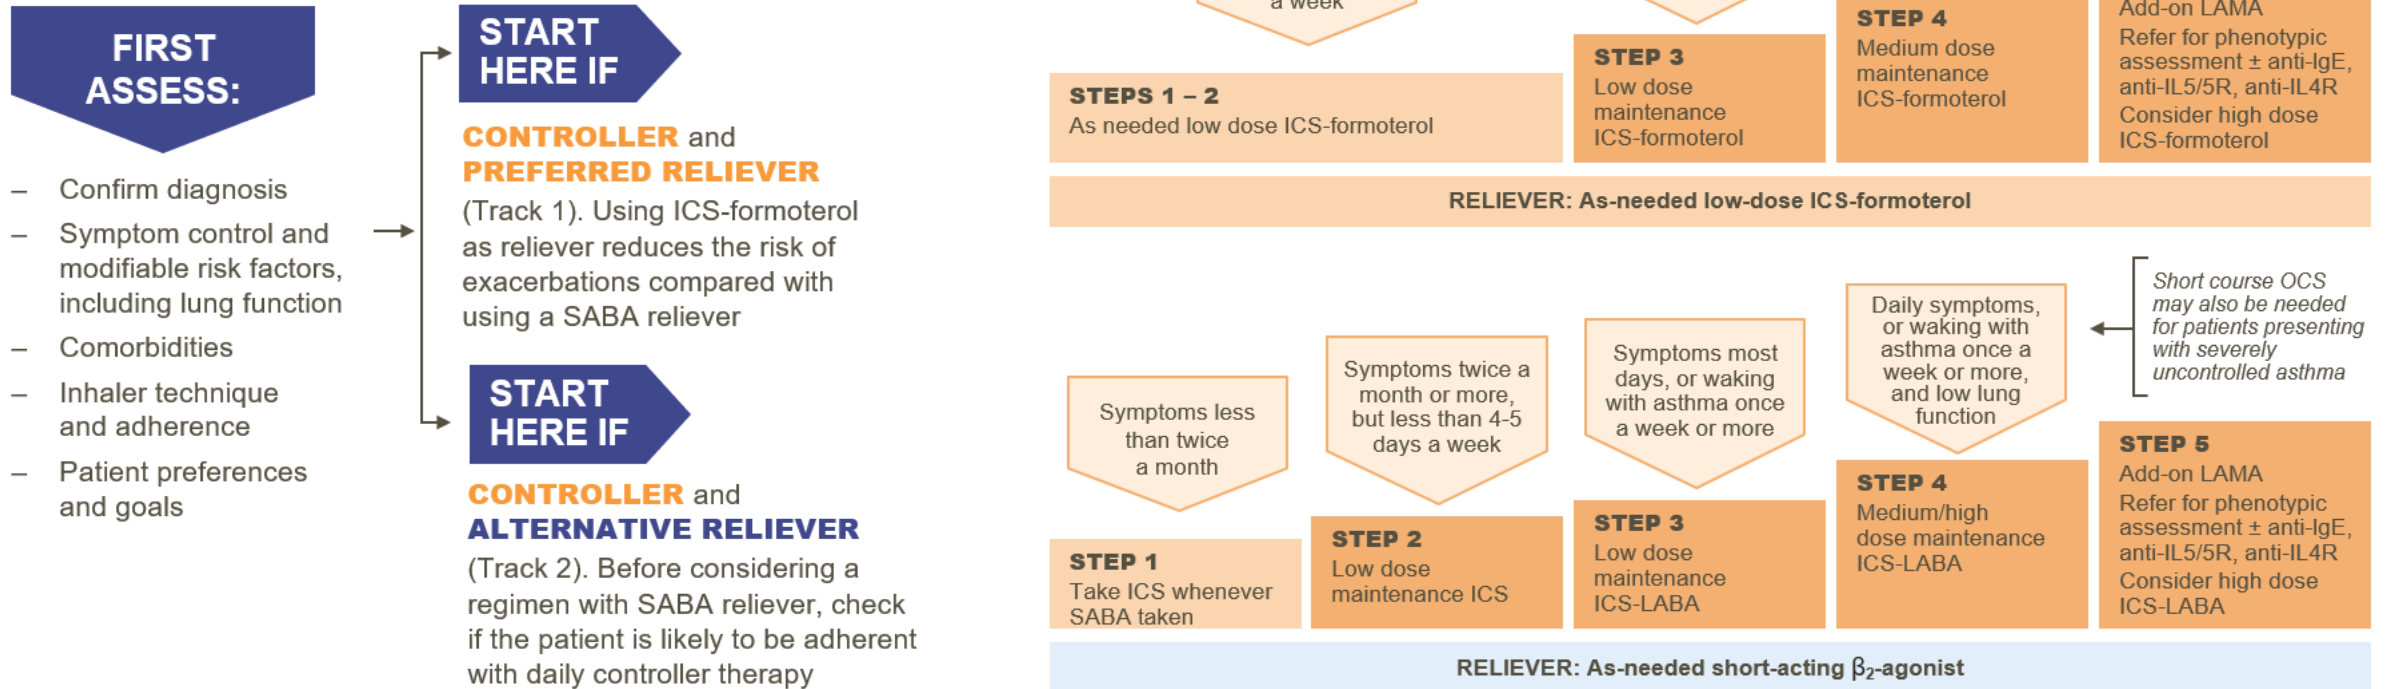 FIRST
ASSESS:
– Confirm diagnosis
– Symptom control and
modifiable risk factors,
including lung function
– Comorbidities
– Inhaler technique
and adherence
– Patient preferences
and goals
START
HERE IF
CONTROLLER and
PREFERRED RELIEVER
(Track 1). Using ICS-formoterol
as reliever reduces the risk of
exacerbations compared with
using a SABA reliever
START
HERE IF
CONTROLLER and
ALTERNATIVE RELIEVER
(Track 2). Before considering a
regimen with SABA reliever, check
if the patient is likely to be adherent
with daily controller therapy
a week
STEPS 1 – 2
As needed low dose ICS-formoterol
STEP 3
Low dose
maintenance
ICS-formoterol
STEP 4
Medium dose
maintenance
ICS-formoterol
Add-on LAMA
Refer for phenotypic
assessment ± anti-IgE,
anti-IL5/5R, anti-IL4R
Consider high dose
ICS-formoterol
RELIEVER: As-needed low-dose ICS-formoterol
Symptoms less
than twice
a month
Symptoms twice a
month or more,
but less than 4-5
days a week
Symptoms most
days, or waking
with asthma once
a week or more
Daily symptoms,
or waking with
asthma once a
week or more,
and low lung
function
Short course OCS
may also be needed
for patients presenting
with severely
uncontrolled asthma
STEP 1
Take ICS whenever
SABA taken
STEP 2
Low dose
maintenance ICS
STEP 3
Low dose
maintenance
ICS-LABA
STEP 4
Medium/high
dose maintenance
ICS-LABA
STEP 5
Add-on LAMA
Refer for phenotypic
assessment ± anti-IgE,
anti-IL5/5R, anti-IL4R
Consider high dose
ICS-LABA
RELIEVER: As-needed short-acting β₂-agonist